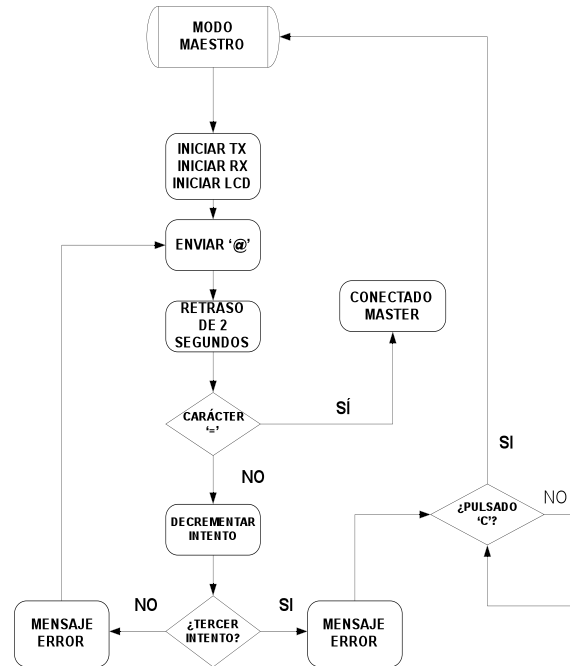 MODO
MAESTRO
INICIAR TX
INICIAR RX
INICIAR LCD
ENVIAR ‘@’
RETRASO
DE 2
SEGUNDOS
CONECTADO
MASTER
CARÁCTER
‘=’
SÍ
NO
DECREMENTAR
INTENTO
¿TERCER
INTENTO?
NO
SI
MENSAJE
ERROR
MENSAJE
ERROR
¿PULSADO
‘C’?
SI
NO